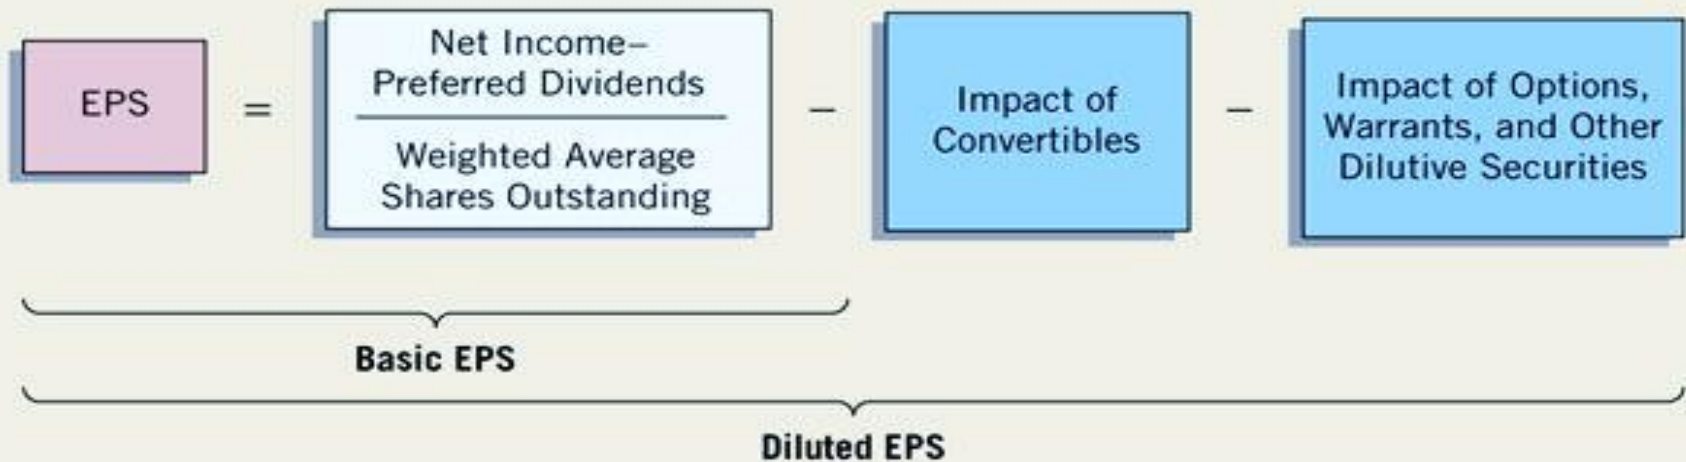 EPS
=
Net Income–
Preferred Dividends
Weighted Average
Shares Outstanding
–
Impact of
Convertibles
–
Impact of Options,
Warrants, and Other
Dilutive Securities
Basic EPS
Diluted EPS